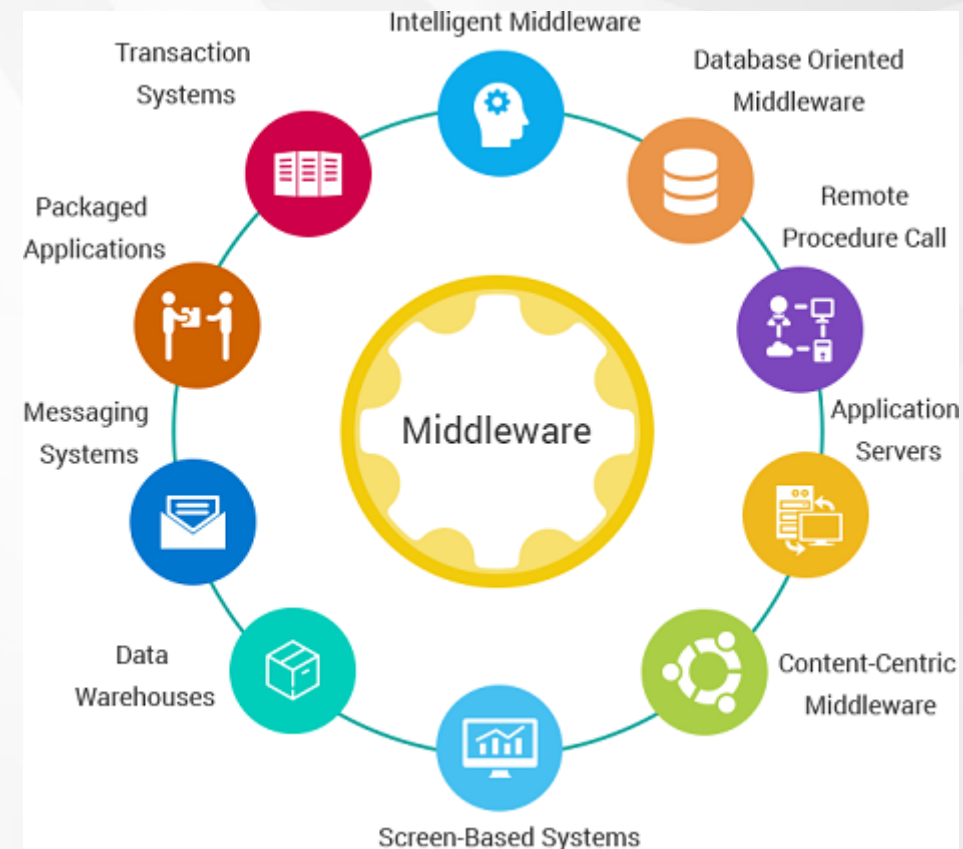 Intelligent Middleware
Transaction
Systems
Database Oriented
Middleware
Packaged
Applications
Remote
Procedure Call
Middleware
Messaging
Systems
Application
Servers
Data
Warehouses
Content-Centric
Middleware
Screen-Based Systems